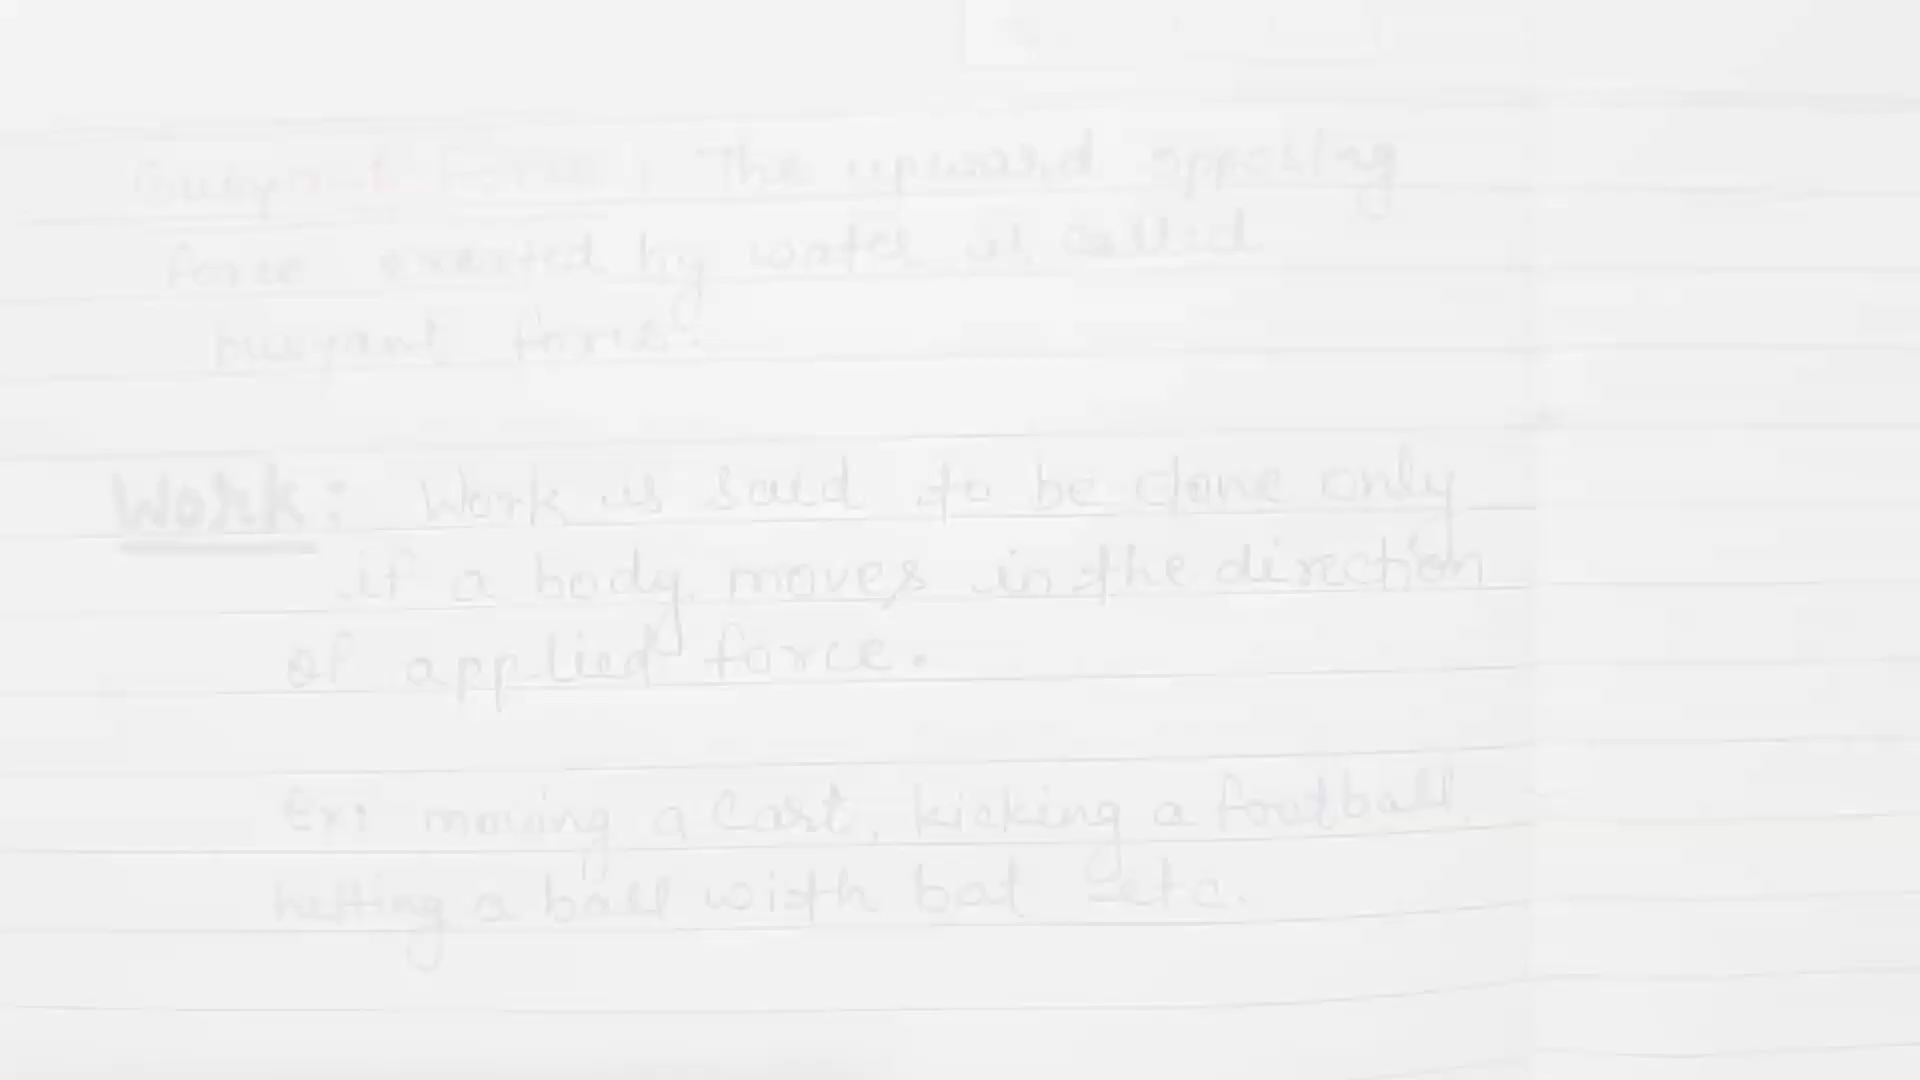 Buoyant Force : The upward opposing
force exerted by water is called
buoyant force.
Work : Work is said to be done only
if a body moves in the direction
of applied force.
Ex: moving a Cart, kicking a football
hitting a ball with bat etc.